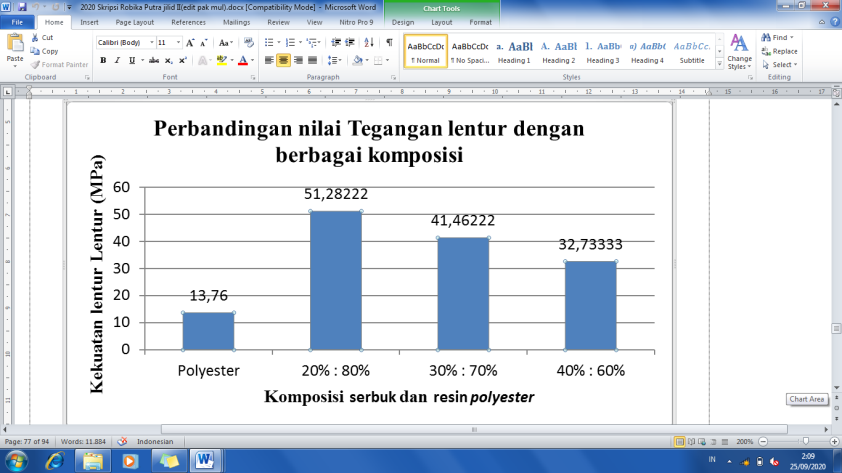 2020 Skripsi Robika Putra jilid II(edit pak mul).docx [Compatibility Mode] - Microsoft Word
Chart Tools
File Home Insert Page Layout References Mailings Review View Nitro Pro 9 Design Layout Format
Paste
Cut
Copy
Format Painter
Calibri (Body) 11
AaBbCcDc AaBbCcDc a. AaBl A. AaBl 1. AaBb a) AaBbC AaBbCc.
¶ Normal ¶ No Spaci... Heading 1 Heading 2 Heading 3 Heading 4 Subtitle
Change Styles
Find
Replace
Select
Clipboard Font Paragraph Styles Editing
Perbandingan nilai Tegangan lentur dengan
berbagai komposisi
Kekuatan lentur Lentur (MPa)
60
50
40
30
20
10
0
13,76
51,28222
41,46222
32,73333
Polyester 20% : 80% 30% : 70% 40% : 60%
Komposisi serbuk dan resin polyester
Chart Area
Page: 77 of 94 Words: 11.884 Indonesian 200%
IN 2:09
25/09/2020